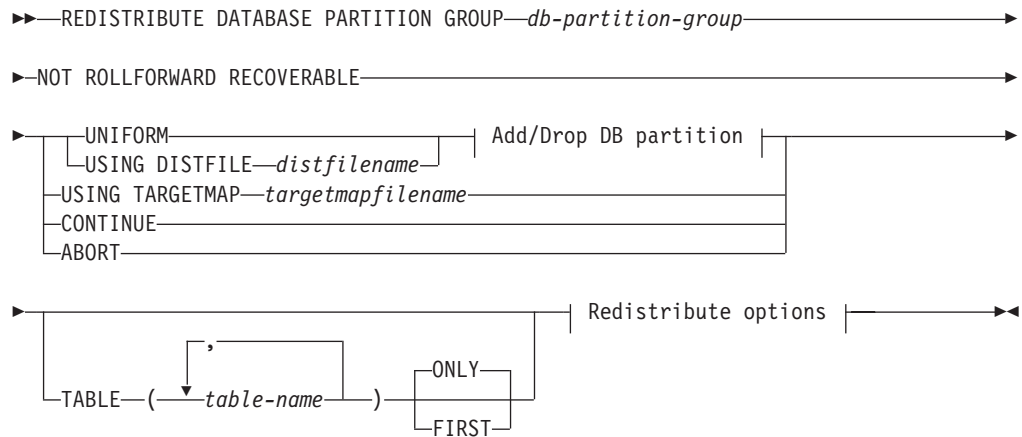 REDISTRIBUTE DATABASE PARTITION GROUP db-partition-group
NOT ROLLFORWARD RECOVERABLE
UNIFORM Add/Drop DB partition
USING DISTFILE distfilename
USING TARGETMAP targetmapfilename
CONTINUE
ABORT
Redistribute options
,
ONLY
TABLE ( table-name )
FIRST